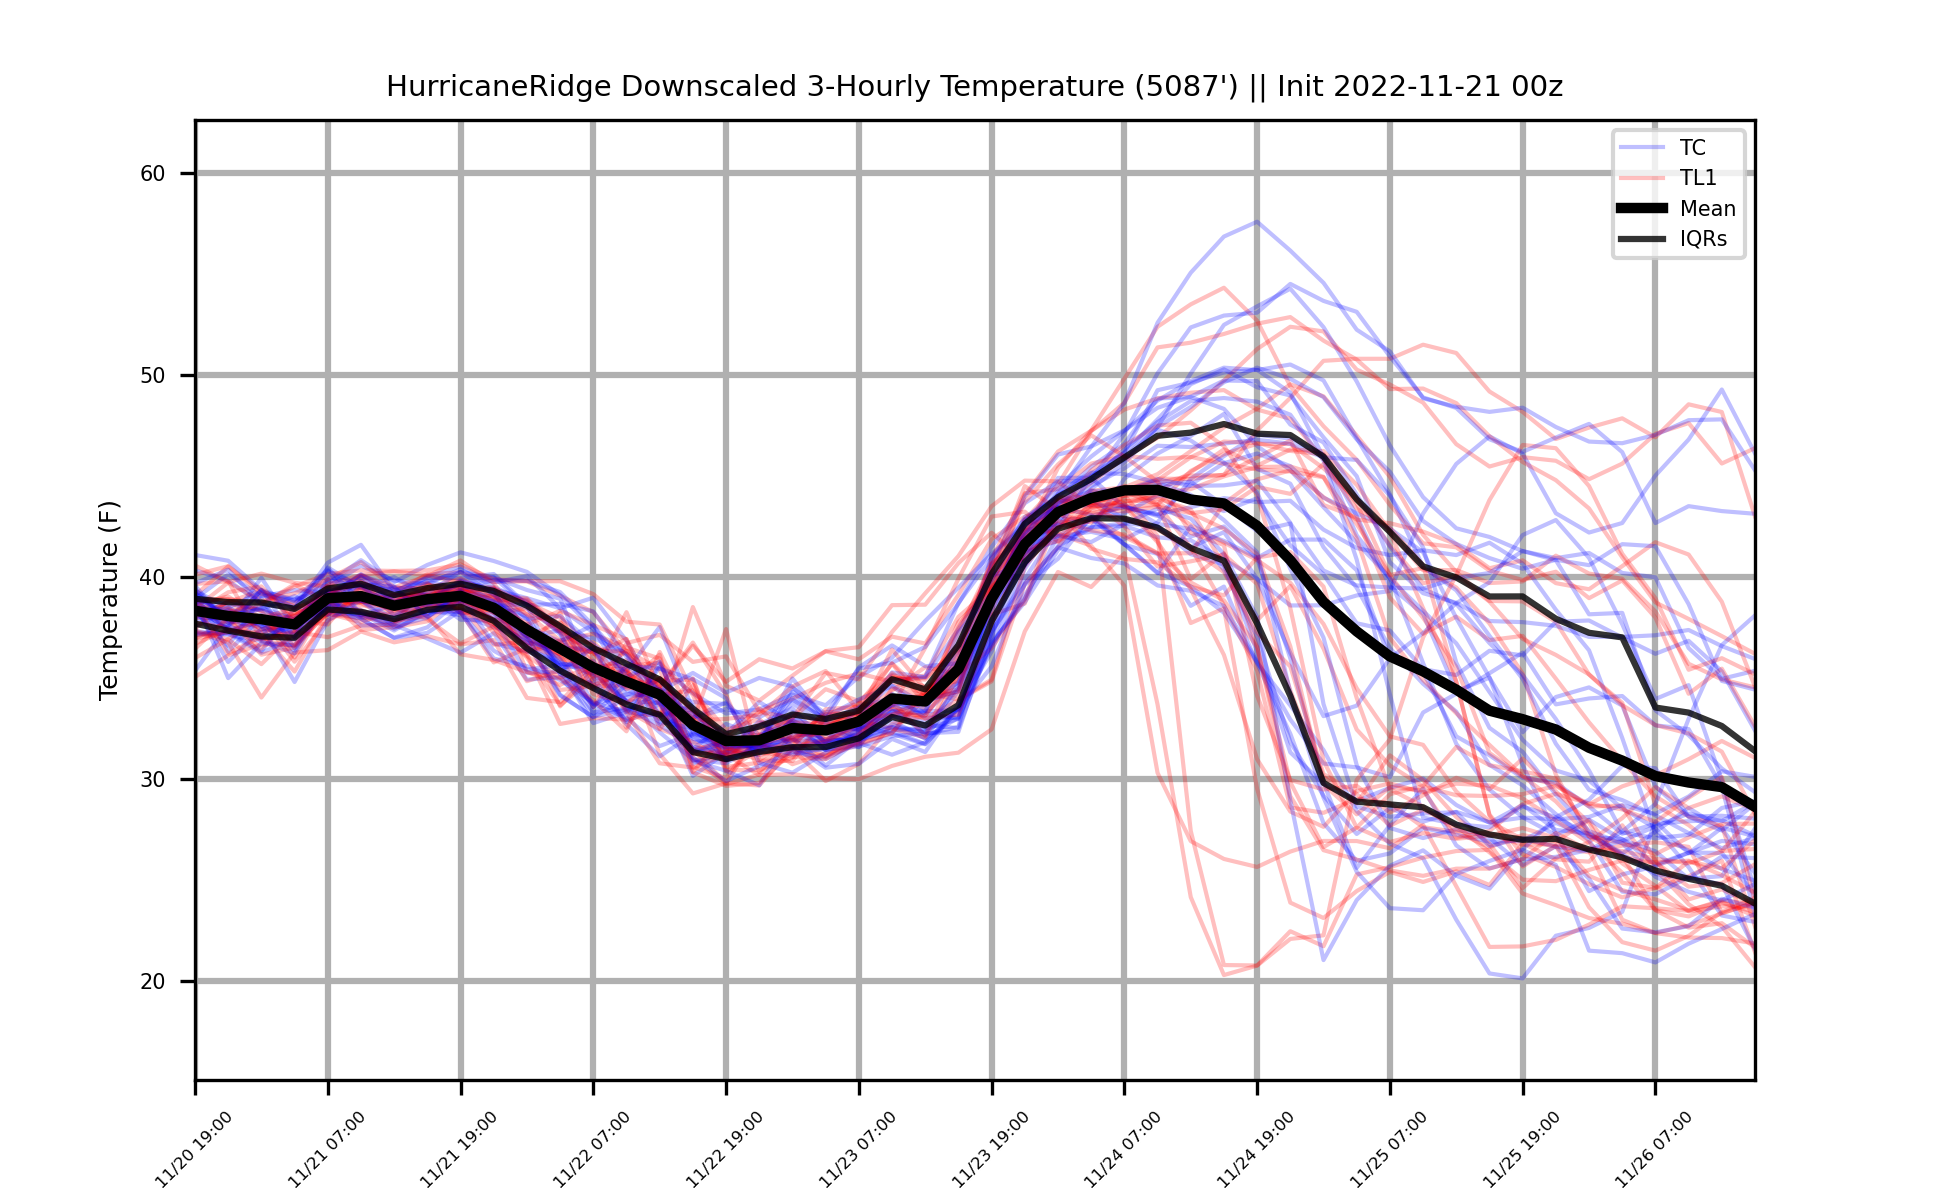 HurricaneRidge Downscaled 3-Hourly Temperature (5087') || Init 2022-11-21 00z
TC
TL1
Mean
IQRs
Temperature (F)
60
50
40
30
20
11/20 19:00
11/21 07:00
11/21 19:00
11/22 07:00
11/22 19:00
11/23 07:00
11/23 19:00
11/24 07:00
11/24 19:00
11/25 07:00
11/25 19:00
11/26 07:00